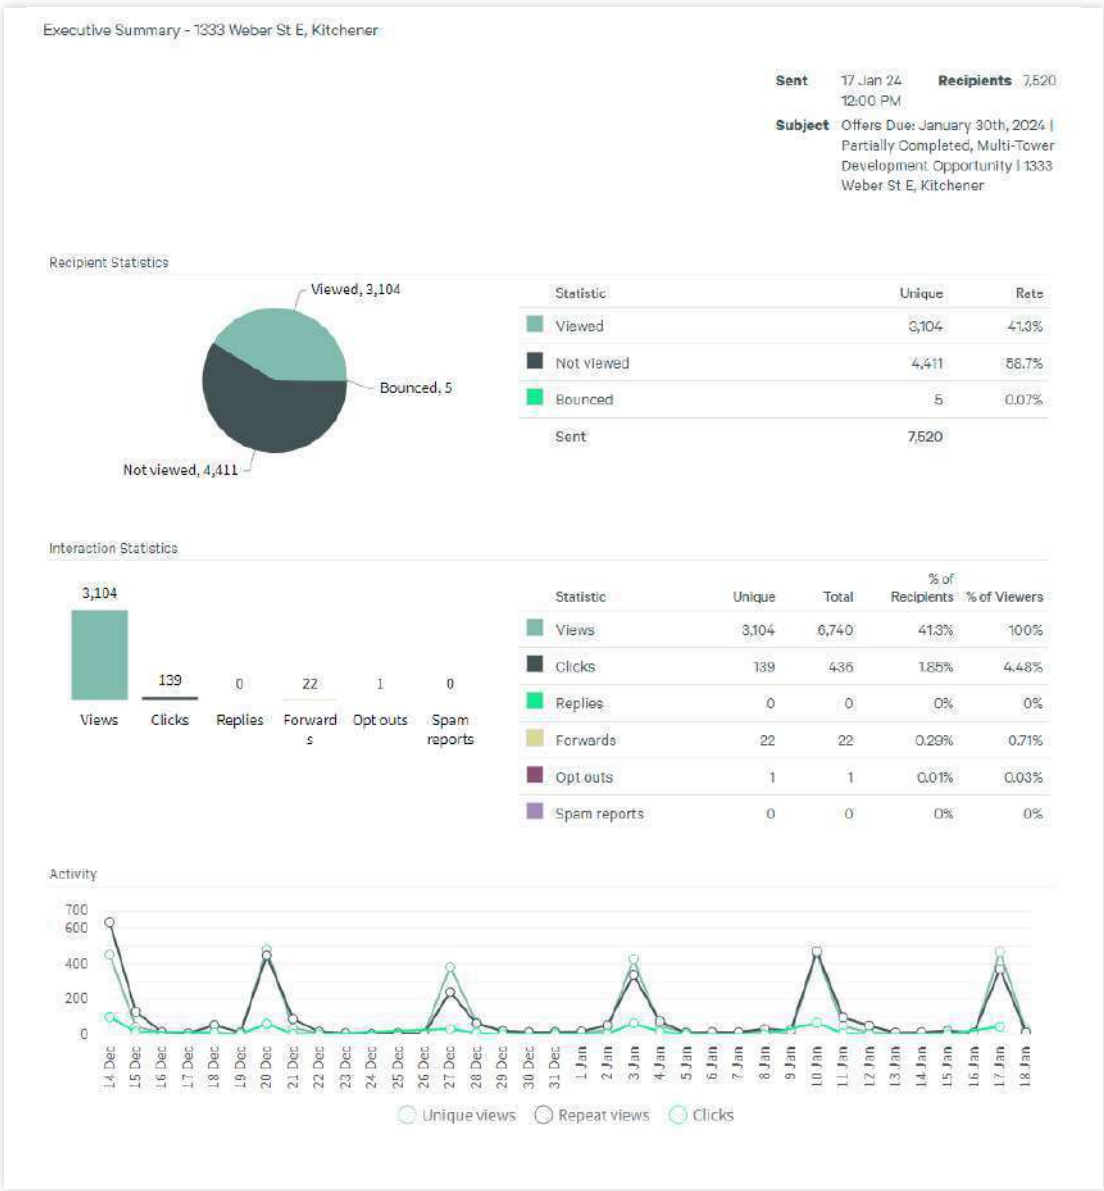 Executive Summary - 1333 Weber St E, Kitchener
Sent 17 Jan 24 Recipients 7,520
12:00 PM
Subject Offers Due: January 30th, 2024 |
Partially Completed, Multi-Tower
Development Opportunity | 1333
Weber St E, Kitchener
Recipient Statistics
Viewed, 3,104
Bounced, 5
Not viewed, 4,411
Statistic Unique Rate
Viewed 3,104 41.3%
Not viewed 4,411 58.7%
Bounced 5 0.07%
Sent 7,520
Interaction Statistics
3,104
139 0 22 1 0
Views Clicks Replies Forward Opt outs Spam
s reports
% of
Statistic Unique Total Recipients % of Viewers
Views 3,104 6,740 41.3% 100%
Clicks 139 436 1.85% 4.48%
Replies 0 0 0% 0%
Forwards 22 22 0.29% 0.71%
Opt outs 1 1 0.01% 0.03%
Spam reports 0 0 0% 0%
Activity
700
600
400
200
0
14 Dec
15 Dec
16 Dec
17 Dec
18 Dec
19 Dec
20 Dec
21 Dec
22 Dec
23 Dec
24 Dec
25 Dec
26 Dec
27 Dec
28 Dec
29 Dec
30 Dec
31 Dec
1 Jan
2 Jan
3 Jan
4 Jan
5 Jan
6 Jan
7 Jan
8 Jan
9 Jan
10 Jan
11 Jan
12 Jan
13 Jan
14 Jan
15 Jan
16 Jan
17 Jan
18 Jan
Unique views Repeat views Clicks